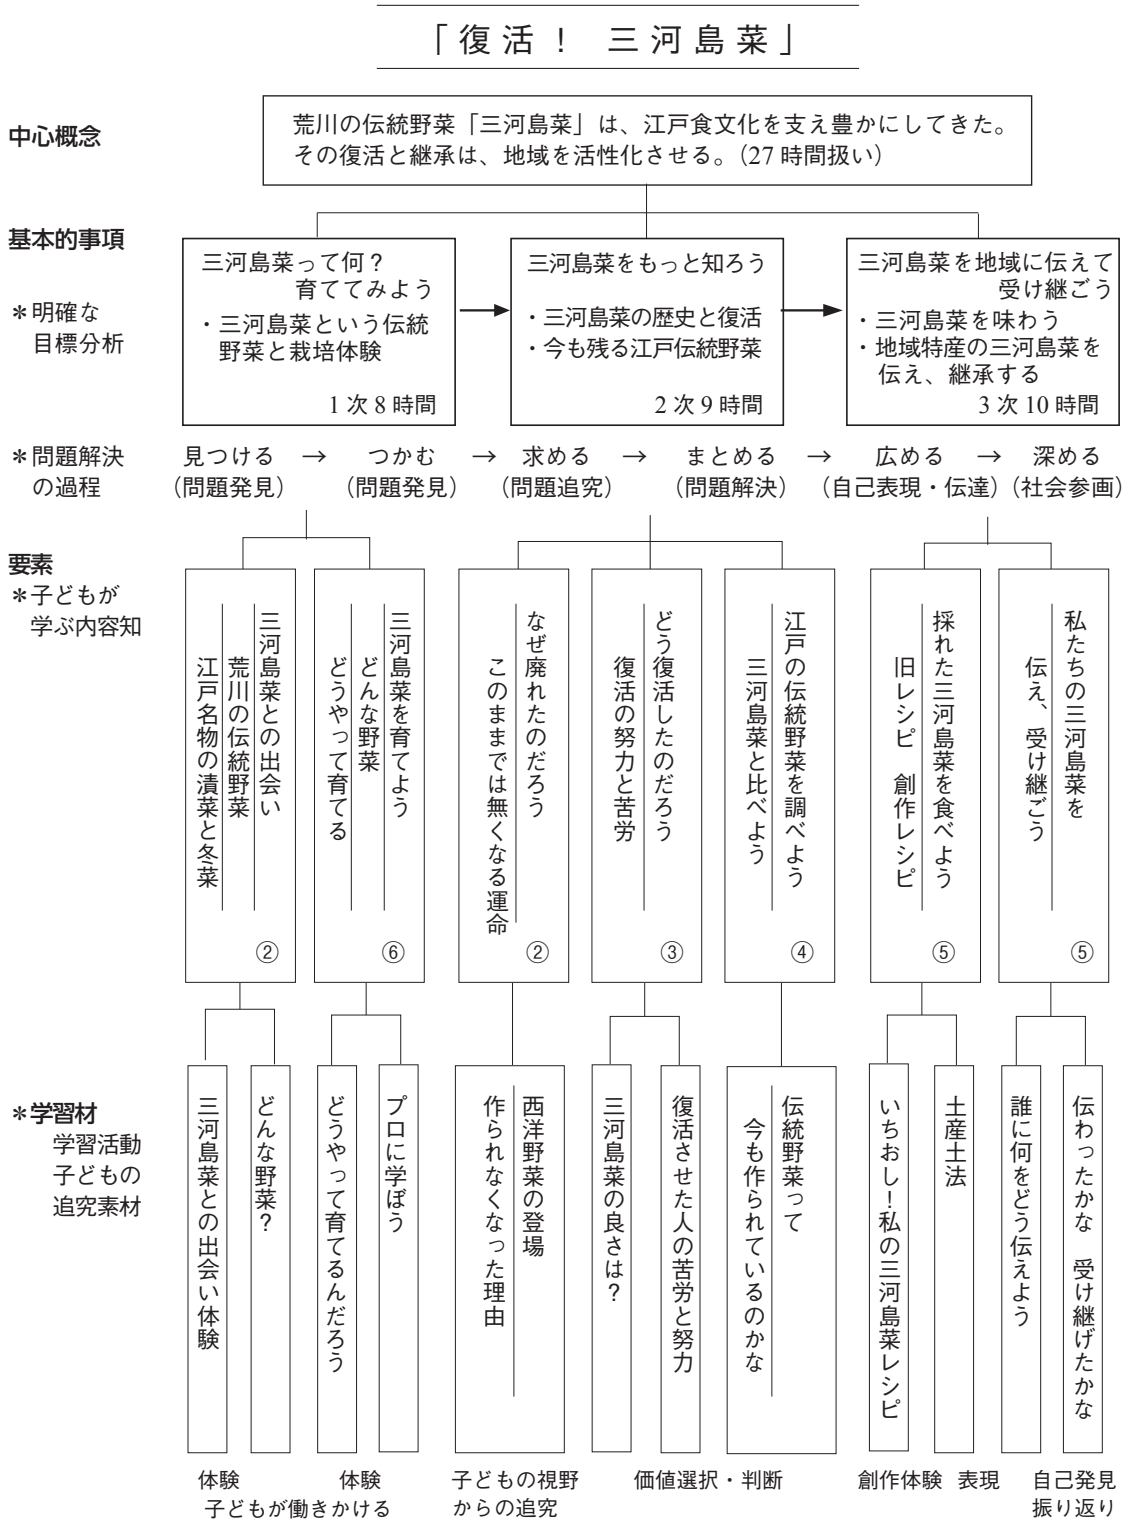 「復活！　三河島菜」
中心概念
荒川の伝統野菜「三河島菜」は、江戸食文化を支え豊かにしてきた。
その復活と継承は、地域を活性化させる。（27時間扱い）
基本的事項
＊明確な
目標分析
三河島菜って何？
育ててみよう
・三河島菜という伝統
野菜と栽培体験
1次8時間
三河島菜をもっと知ろう
・三河島菜の歴史と復活
・今も残る江戸伝統野菜
2次9時間
三河島菜を地域に伝えて
受け継ごう
・三河島菜を味わう
・地域特産の三河島菜を
伝え、継承する
3次10時間
＊問題解決
の過程
見つける　→　つかむ　→　求める　→　まとめる　→　広める　→　深める
（問題発見）　（問題発見）　（問題追究）　（問題解決）　（自己表現・伝達）（社会参画）
要素
＊子どもが
学ぶ内容知
三河島菜との出会い
荒川の伝統野菜
江戸名物の漬菜と冬菜
②
三河島菜を育てよう
どんな野菜
どうやって育てる
⑥
なぜ廃れたのだろう
このままでは無くなる運命
②
どう復活したのだろう
復活の努力と苦労
③
江戸の伝統野菜を調べよう
三河島菜と比べよう
④
採れた三河島菜を食べよう
旧レシピ　創作レシピ
⑤
私たちの三河島菜を
伝え、受け継ごう
⑤
＊学習材
学習活動
子どもの
追究素材
三河島菜との出会い体験
どんな野菜？
どうやって育てるんだろう
プロに学ぼう
西洋野菜の登場
作られなくなった理由
三河島菜の良さは？
復活させた人の苦労と努力
伝統野菜って
今も作られているのかな
いちおし！私の三河島菜レシピ
土産土法
誰に何をどう伝えよう
伝わったかな　受け継げたかな
体験　体験
子どもが働きかける
子どもの視野
からの追究
価値選択・判断
創作体験　表現
自己発見
振り返り